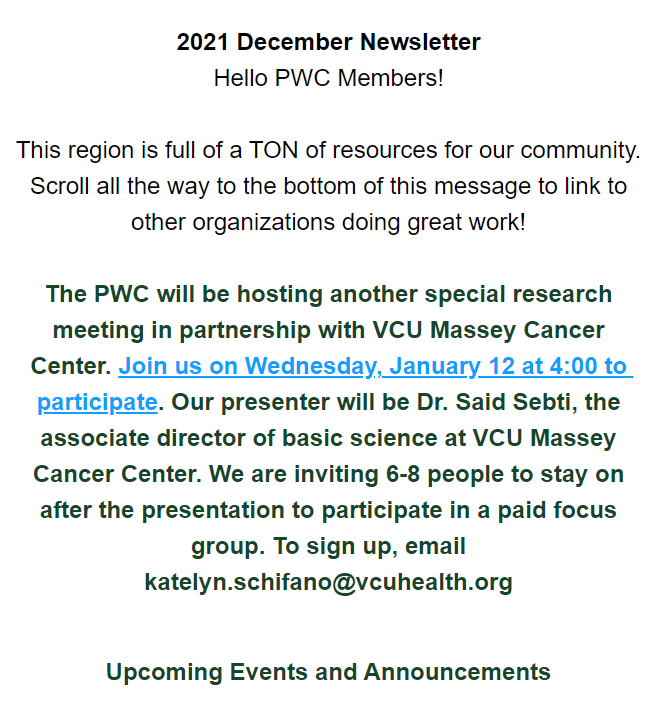 2021 December Newsletter
Hello PWC Members!
This region is full of a TON of resources for our community.
Scroll all the way to the bottom of this message to link to
other organizations doing great work!
The PWC will be hosting another special research
meeting in partnership with VCU Massey Cancer
Center. Join us on Wednesday, January 12 at 4:00 to
participate. Our presenter will be Dr. Said Sebti, the
associate director of basic science at VCU Massey
Cancer Center. We are inviting 6-8 people to stay on
after the presentation to participate in a paid focus
group. To sign up, email
katelyn.schifano@vcuhealth.org
Upcoming Events and Announcements